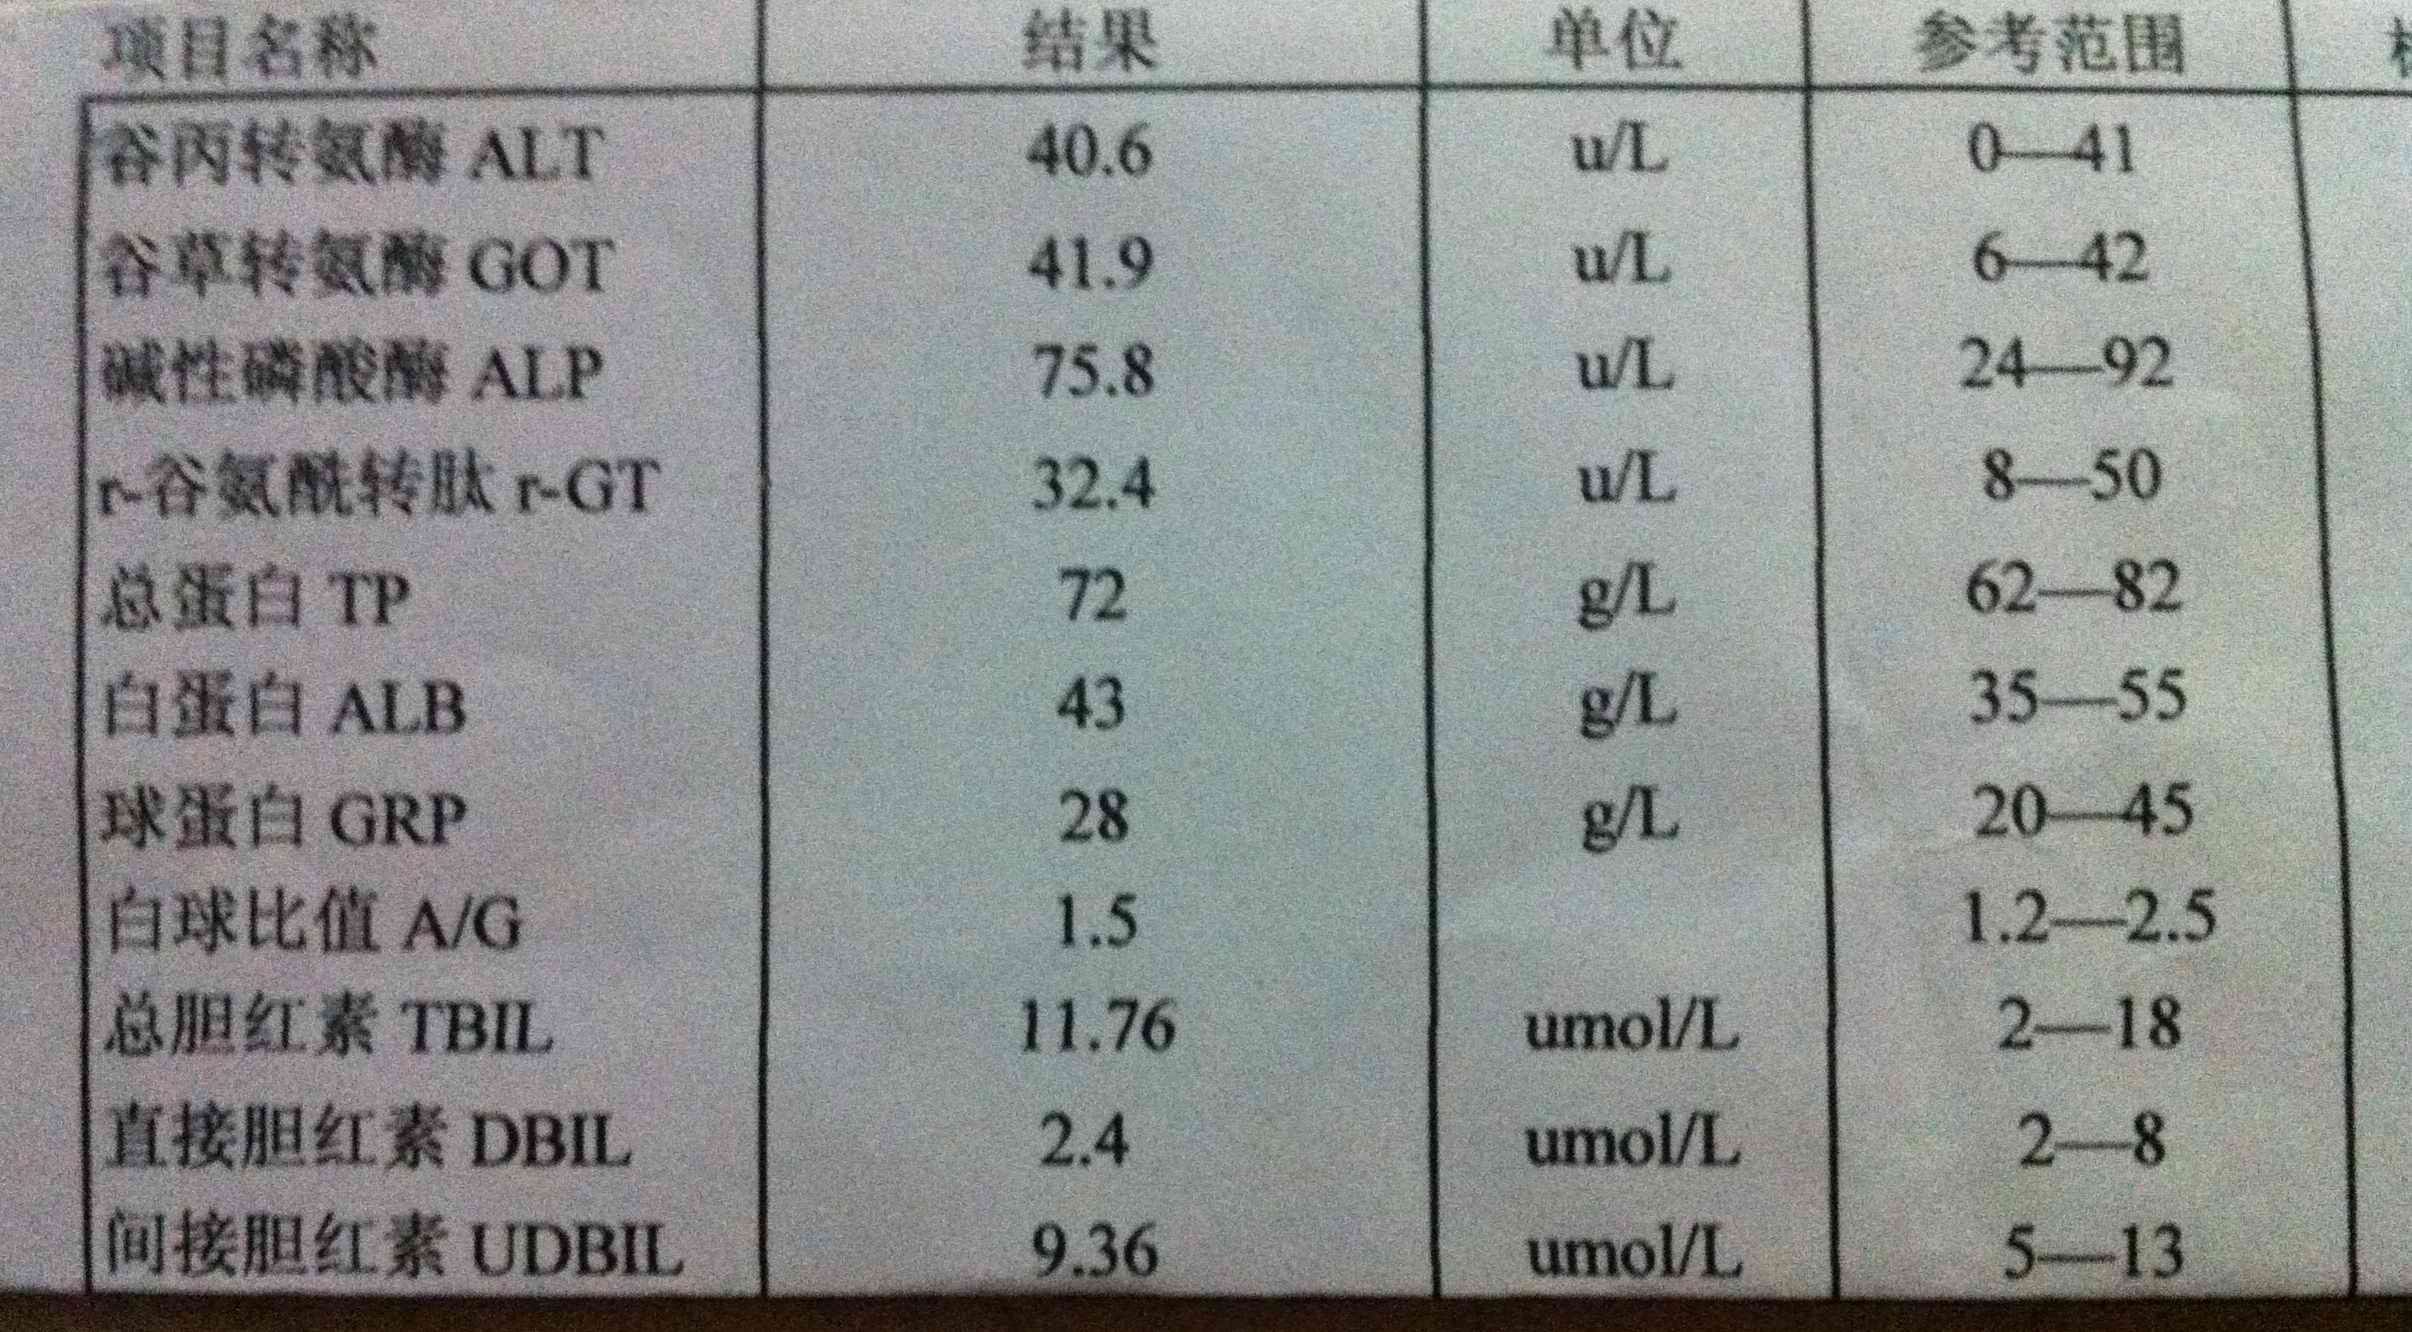 项目名称 结果 单位 参考范围
谷丙转氨酶 ALT 40.6 u/L 0—41
谷草转氨酶 GOT 41.9 u/L 6—42
碱性磷酸酶 ALP 75.8 u/L 24—92
r-谷氨酰转肽 r-GT 32.4 u/L 8—50
总蛋白 TP 72 g/L 62—82
白蛋白 ALB 43 g/L 35—55
球蛋白 GRP 28 g/L 20—45
白球比值 A/G 1.5 1.2—2.5
总胆红素 TBIL 11.76 umol/L 2—18
直接胆红素 DBIL 2.4 umol/L 2—8
间接胆红素 UDBIL 9.36 umol/L 5—13